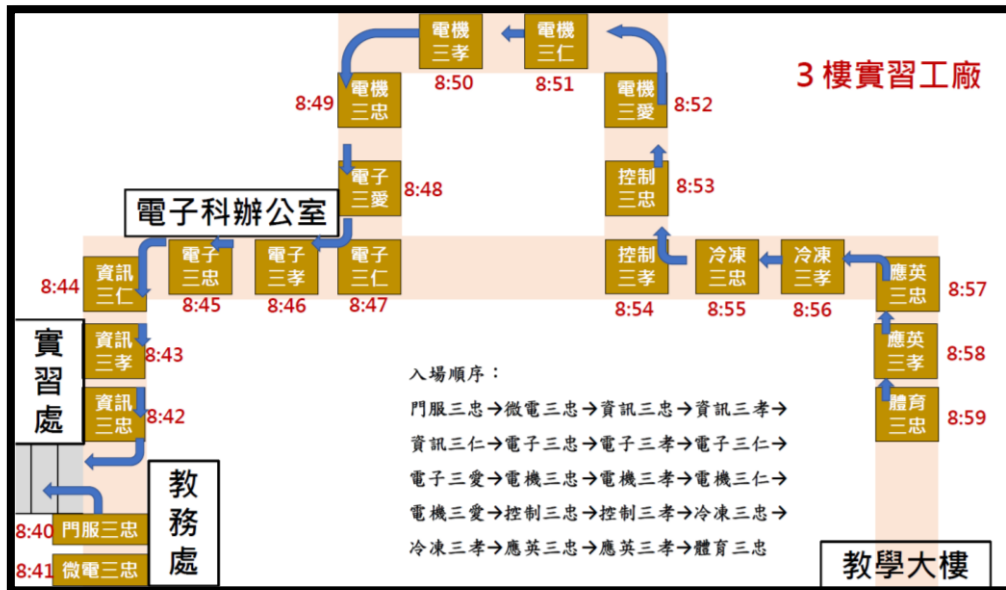 3樓實習工廠
電機
三孝
8:50
電機
三仁
8:51
電機
三忠
8:49
電機
三愛
8:52
電子
三愛
8:48
控制
三忠
8:53
電子科辦公室
資訊
三仁
8:44
電子
三忠
8:45
電子
三孝
8:46
電子
三仁
8:47
控制
三孝
8:54
冷凍
三忠
8:55
冷凍
三孝
8:56
應英
三忠
8:57
實習處
資訊
三孝
8:43
應英
三孝
8:58
資訊
三忠
8:42
體育
三忠
8:59
教務處
8:40
門服三忠
8:41
微電三忠
入場順序：
門服三忠→微電三忠→資訊三忠→資訊三孝→
資訊三仁→電子三忠→電子三孝→電子三仁→
電子三愛→電機三忠→電機三孝→電機三仁→
電機三愛→控制三忠→控制三孝→冷凍三忠→
冷凍三孝→應英三忠→應英三孝→體育三忠
教學大樓